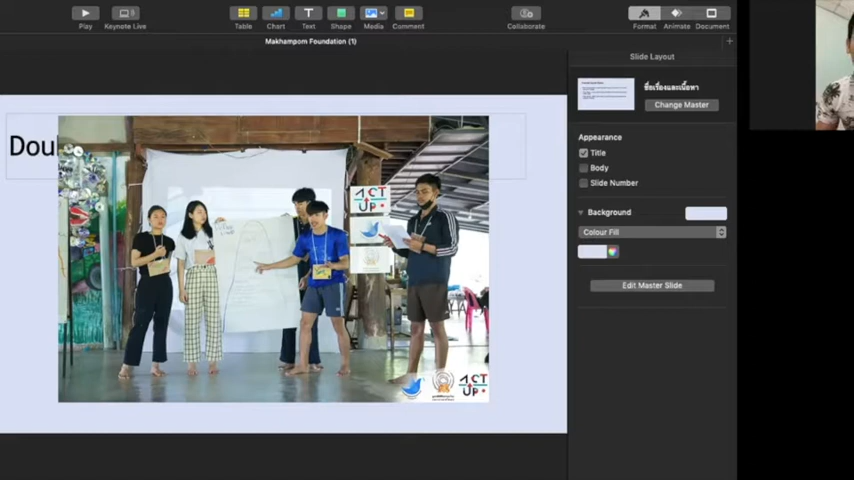 Play
Keynote Live
Table
Chart
Text
Shape
Media
Comment
Collaborate
Format
Animate
Document
Makhampom Foundation (1)
Slide Layout
ชื่อเรื่องและเนื้อหา
Change Master
Appearance
Title
Body
Slide Number
Background
Colour Fill
Edit Master Slide
Dou
ACT
UP
ACT
UP